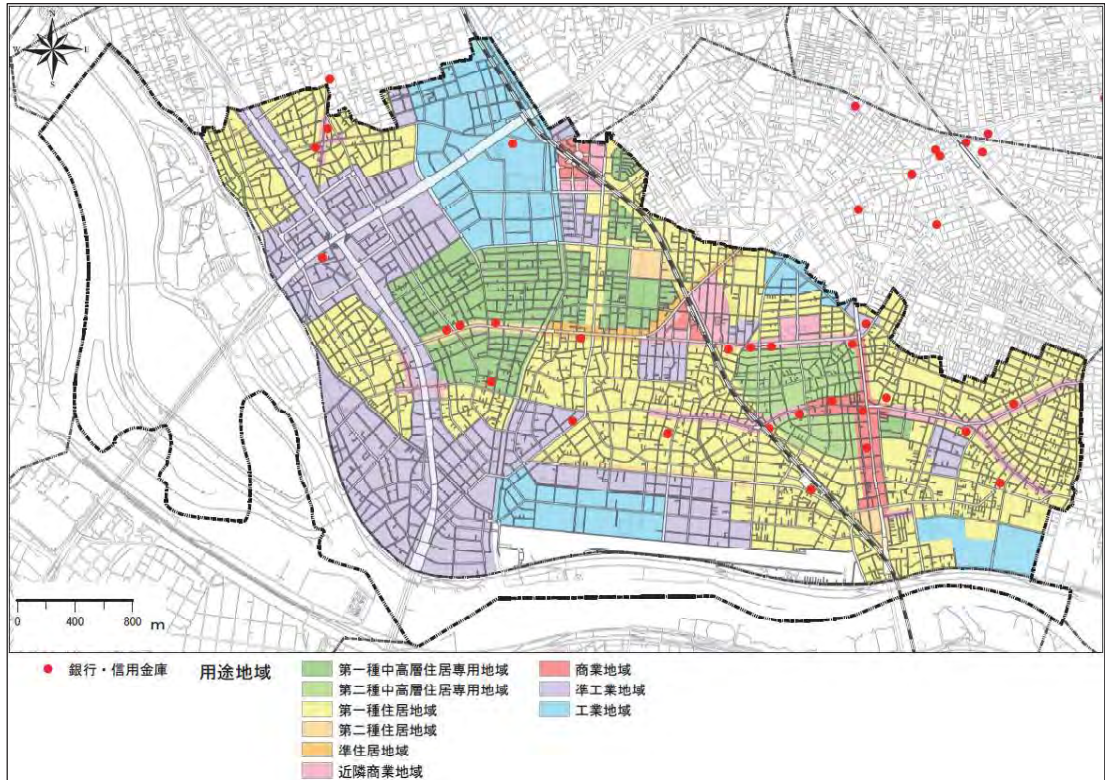 N
W E
S
0 400 800 m
銀行・信用金庫
用途地域
第一種中高層住居専用地域
第二種中高層住居専用地域
第一種住居地域
第二種住居地域
準住居地域
近隣商業地域
商業地域
準工業地域
工業地域